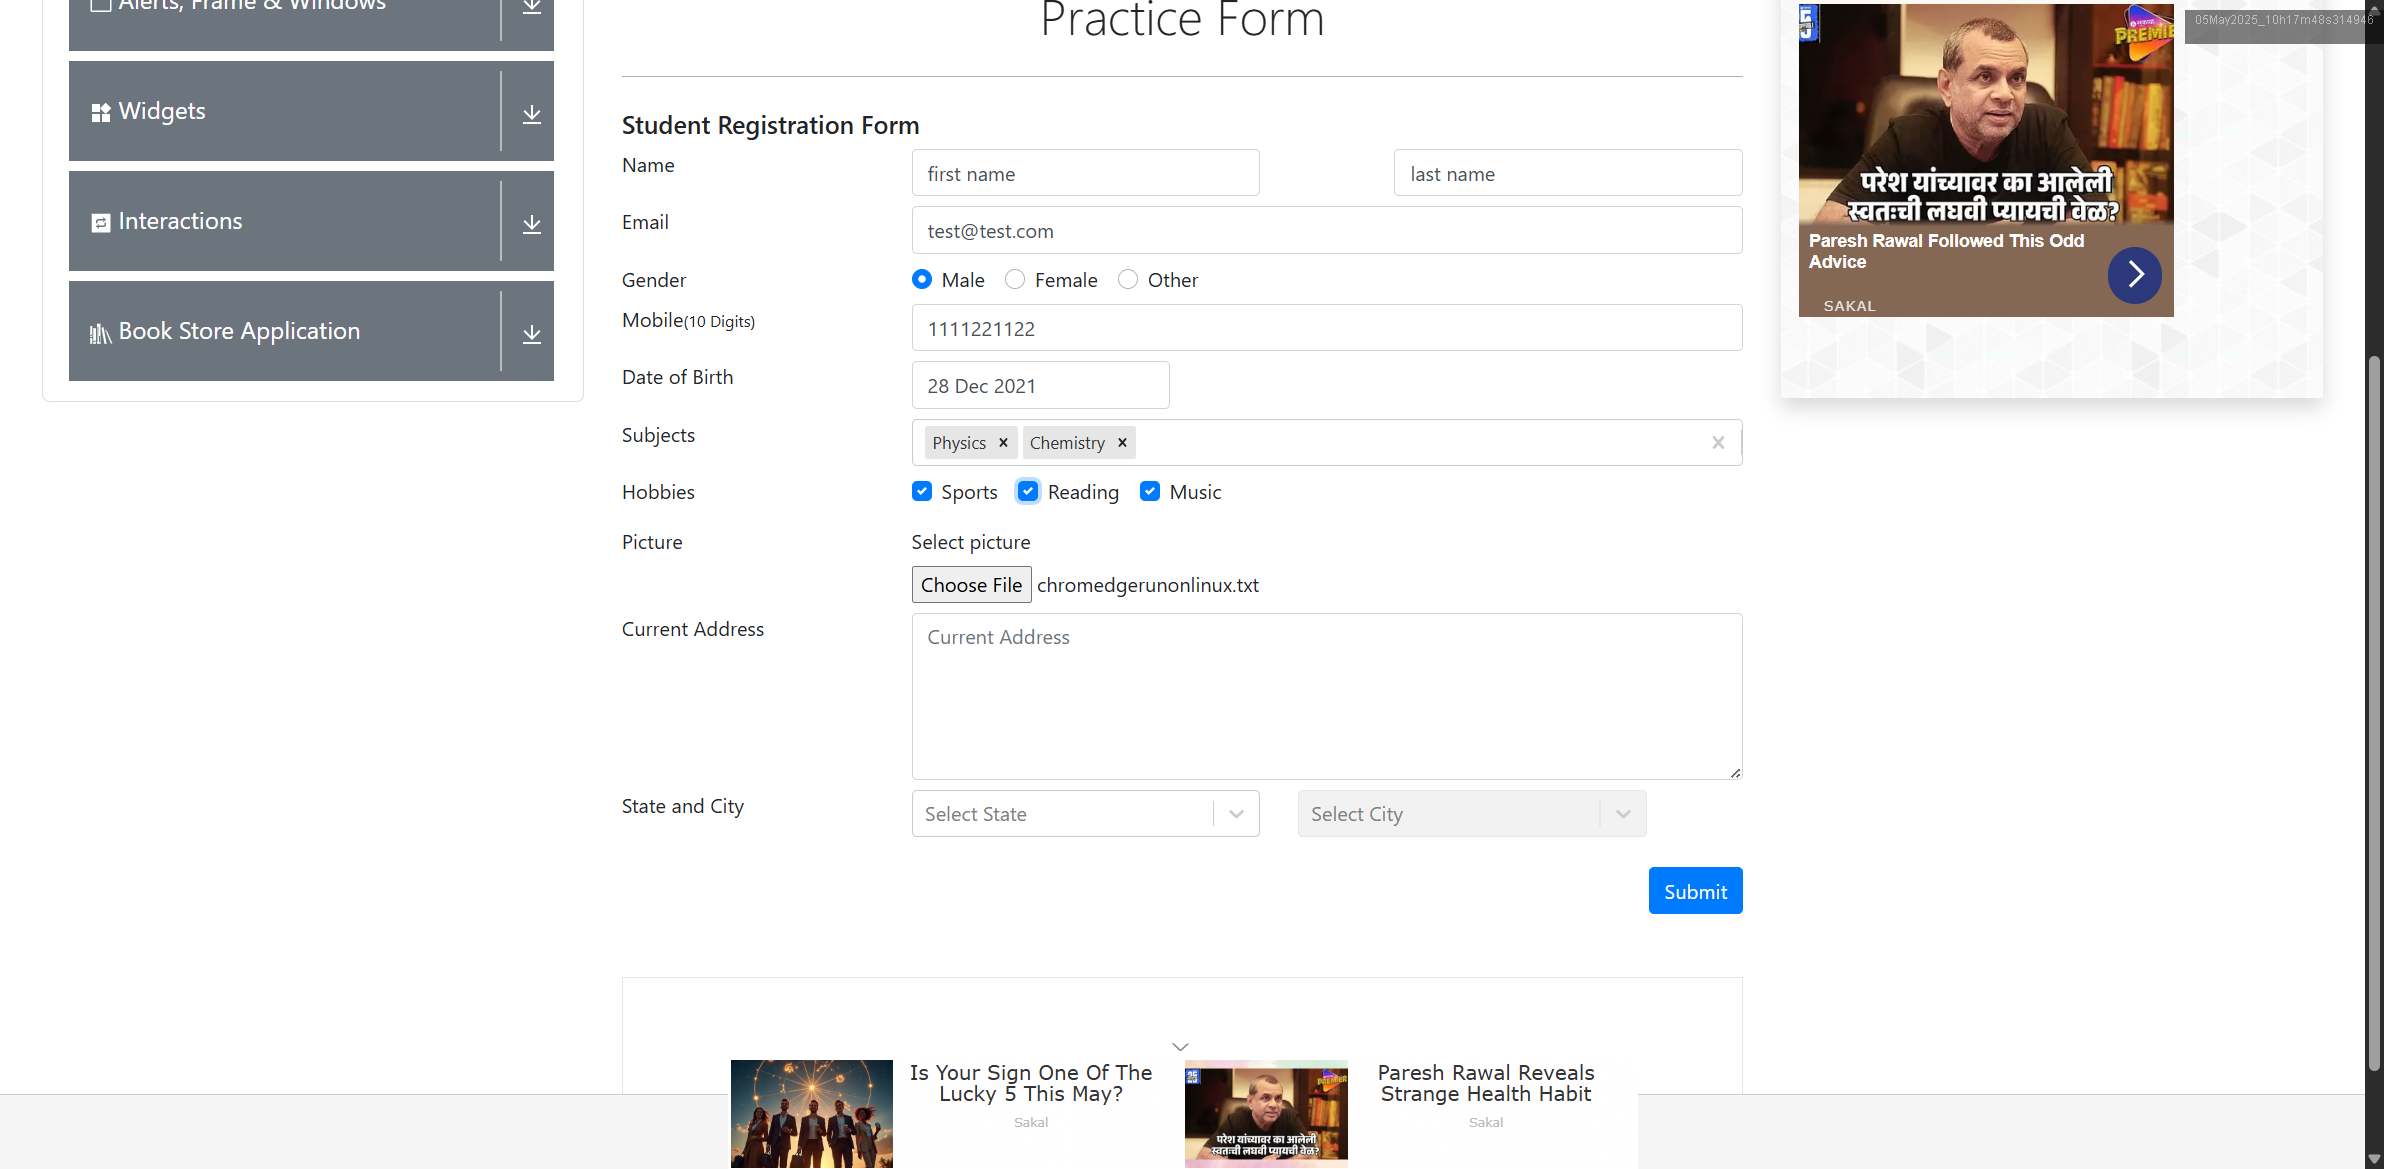 Alerts, Frame & Windows
Widgets
Interactions
Book Store Application
Practice Form
Student Registration Form
Name
first name
last name
Email
test@test.com
Gender
Male
Female
Other
Mobile(10 Digits)
1111221122
Date of Birth
28 Dec 2021
Subjects
Physics
Chemistry
Hobbies
Sports
Reading
Music
Picture
Select picture
Choose File
chromedgerunonlinux.txt
Current Address
Current Address
State and City
Select State
Select City
Submit
05May2025_10h17m48s314946
परेश यांच्यावर का आलेली
स्वतःची लघवी प्यायची वेळ?
Paresh Rawal Followed This Odd
Advice
SAKAL
Is Your Sign One Of The
Lucky 5 This May?
Sakal
परेश यांच्यावर का आलेली
स्वतःची लघवी प्यायची वेळ?
Paresh Rawal Reveals
Strange Health Habit
Sakal